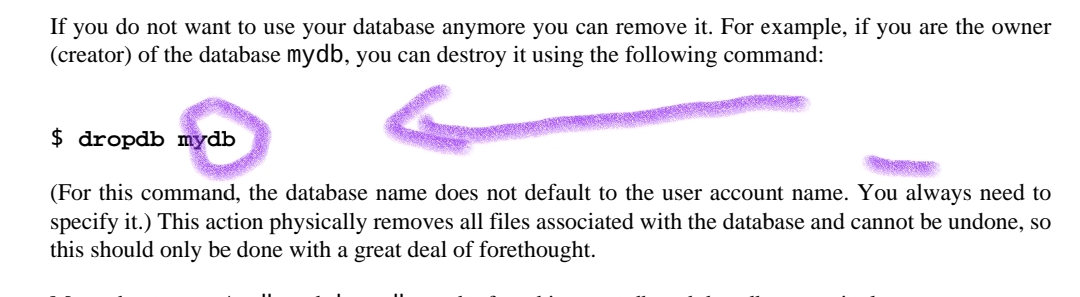 If you do not want to use your database anymore you can remove it. For example, if you are the owner
(creator) of the database mydb, you can destroy it using the following command:
$ dropdb mydb
(For this command, the database name does not default to the user account name. You always need to
specify it.) This action physically removes all files associated with the database and cannot be undone, so
this should only be done with a great deal of forethought.